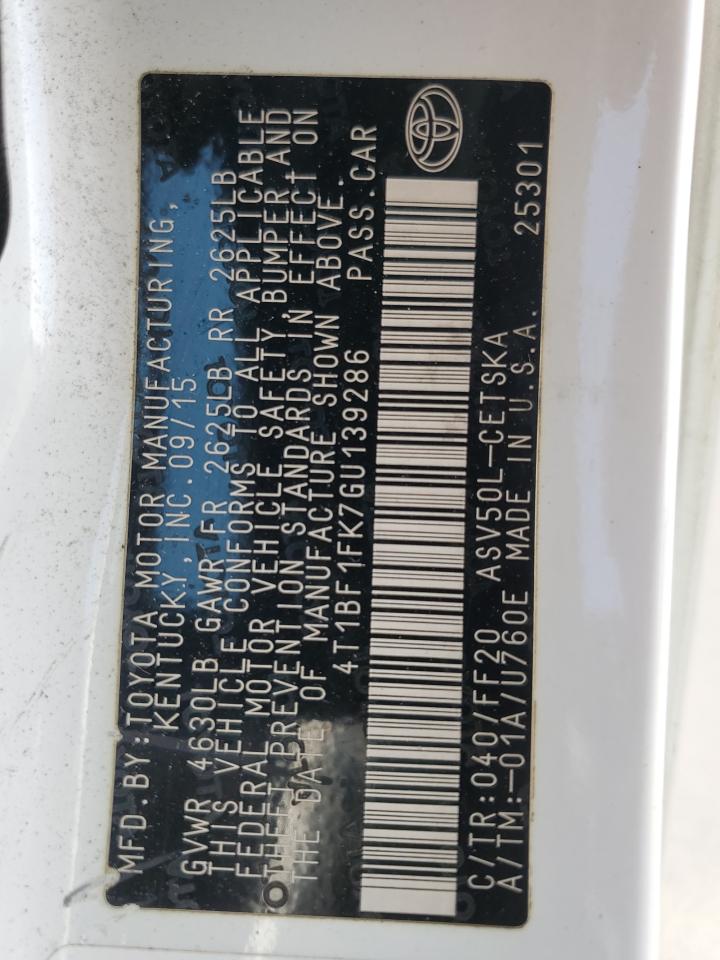 MFD.BY:TOYOTA MOTOR MANUFACTURING,
KENTUCKY,INC.09/15
GVWR 4630LB GAWR FR 2625LB RR 2625LB
THIS VEHICLE CONFORMS TO ALL APPLICABLE
FEDERAL MOTOR VEHICLE SAFETY,BUMPER AND
THEFT PREVENTION STANDARDS IN EFFECT ON
THE DATE OF MANUFACTURE SHOWN ABOVE.
4T1BF1FK7GU139286 PASS.CAR
C/TR:040/FF20 ASV50L-CETSKA 25301
A/TM:-01A/U760E MADE IN U.S.A.